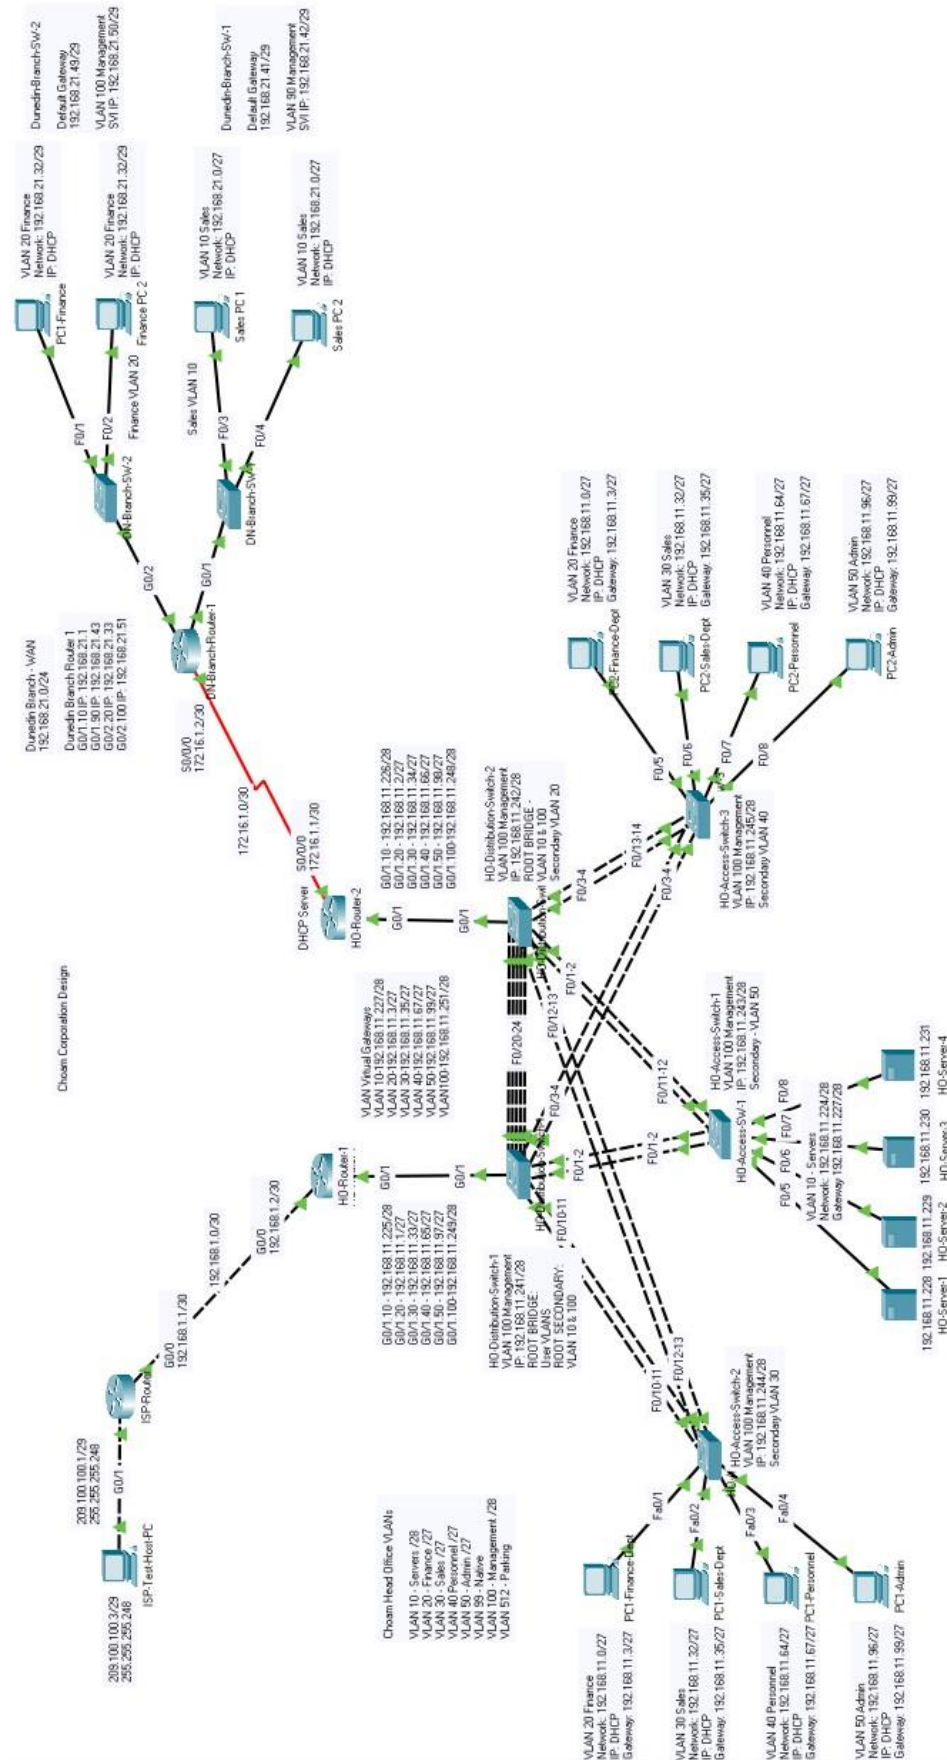 Choam Corporation Design
209.100.100.3/29
255.255.255.248
ISP-Test-Host-PC
G0/1
209.100.100.1/29
255.255.255.248
ISP-Router
G0/0
192.168.1.1/30
192.168.1.0/30
G0/0
192.168.1.2/30
HO-Router-1
G0/1
G0/1
G0/1.10 - 192.168.11.225/28
G0/1.20 - 192.168.11.1/27
G0/1.30 - 192.168.11.33/27
G0/1.40 - 192.168.11.65/27
G0/1.50 - 192.168.11.97/27
G0/1.100-192.168.11.249/28
VLAN Virtual Gateways
VLAN 10-192.168.11.227/28
VLAN 20-192.168.11.3/27
VLAN 30-192.168.11.35/27
VLAN 40-192.168.11.67/27
VLAN 50-192.168.11.99/27
VLAN100-192.168.11.251/28
DHCP Server
S0/0/0
172.16.1.1/30
HO-Router-2
G0/1
G0/1
G0/1.10 - 192.168.11.226/28
G0/1.20 - 192.168.11.2/27
G0/1.30 - 192.168.11.34/27
G0/1.40 - 192.168.11.66/27
G0/1.50 - 192.168.11.98/27
G0/1.100-192.168.11.248/28
172.16.1.0/30
S0/0/0
172.16.1.2/30
DN-Branch-Router-1
Dunedin Branch - WAN
192.168.21.0/24
Dunedin Branch Router 1
G0/1.10 IP: 192.168.21.1
G0/1.90 IP: 192.168.21.43
G0/2.20 IP: 192.168.21.33
G0/2.100 IP: 192.168.21.51
G0/2
G0/1
DN-Branch-SW-2
F0/1
F0/2
Finance VLAN 20
PC1-Finance
Finance PC 2
VLAN 20 Finance
Network: 192.168.21.32/29
IP: DHCP
VLAN 20 Finance
Network: 192.168.21.32/29
IP: DHCP
Dunedin-Branch-SW-2
Default Gateway
192.168.21.49/29
VLAN 100 Management
SVI IP: 192.168.21.50/29
Sales VLAN 10
DN-Branch-SW-1
F0/3
F0/4
Sales PC 1
Sales PC 2
VLAN 10 Sales
Network: 192.168.21.0/27
IP: DHCP
VLAN 10 Sales
Network: 192.168.21.0/27
IP: DHCP
Dunedin-Branch-SW-1
Default Gateway
192.168.21.41/29
VLAN 90 Management
SVI IP: 192.168.21.42/29
Choam Head Office VLANs
VLAN 10 - Servers /28
VLAN 20 - Finance /27
VLAN 30 - Sales /27
VLAN 40 Personnel /27
VLAN 50 - Admin /27
VLAN 99 - Native
VLAN 100 - Management /28
VLAN 512 - Parking
HO-Distribution-Switch-1
VLAN 100 Management
IP: 192.168.11.241/28
ROOT BRIDGE:
User VLANS
ROOT SECONDARY:
VLAN 10 & 100
F0/20-24
HO-Distribution-Switch-2
VLAN 100 Management
IP: 192.168.11.242/28
ROOT BRIDGE -
VLAN 10 & 100
Secondary VLAN 20
F0/10-11
F0/1-2
F0/3-4
F0/12-13
F0/1-2
F0/3-4
F0/10-11
F0/12-13
F0/1-2
F0/11-12
F0/3-4
F0/13-14
HO-Access-Switch-2
VLAN 100 Management
IP: 192.168.11.244/28
Secondary VLAN 30
Fa0/1
Fa0/2
Fa0/3
Fa0/4
PC1-Finance-Dept
PC1-Sales-Dept
PC1-Personnel
PC1-Admin
VLAN 20 Finance
Network: 192.168.11.0/27
IP: DHCP
Gateway: 192.168.11.3/27
VLAN 30 Sales
Network: 192.168.11.32/27
IP: DHCP
Gateway: 192.168.11.35/27
VLAN 40 Personnel
Network: 192.168.11.64/27
IP: DHCP
Gateway: 192.168.11.67/27
VLAN 50 Admin
Network: 192.168.11.96/27
IP: DHCP
Gateway: 192.168.11.99/27
HO-Access-SW-1
HO-Access-Switch-1
VLAN 100 Management
IP: 192.168.11.243/28
Secondary - VLAN 50
F0/5
F0/6
F0/7
F0/8
VLAN 10 - Servers
Network: 192.168.11.224/28
Gateway 192.168.11.227/28
192.168.11.228
HO-Server-1
192.168.11.229
HO-Server-2
192.168.11.230
HO-Server-3
192.168.11.231
HO-Server-4
HO-Access-Switch-3
VLAN 100 Management
IP: 192.168.11.245/28
Secondary VLAN 40
F0/5
F0/6
F0/7
F0/8
PC2-Finance-Dept
PC2-Sales-Dept
PC2-Personnel
PC2-Admin
VLAN 20 Finance
Network: 192.168.11.0/27
IP: DHCP
Gateway: 192.168.11.3/27
VLAN 30 Sales
Network: 192.168.11.32/27
IP: DHCP
Gateway: 192.168.11.35/27
VLAN 40 Personnel
Network: 192.168.11.64/27
IP: DHCP
Gateway: 192.168.11.67/27
VLAN 50 Admin
Network: 192.168.11.96/27
IP: DHCP
Gateway: 192.168.11.99/27